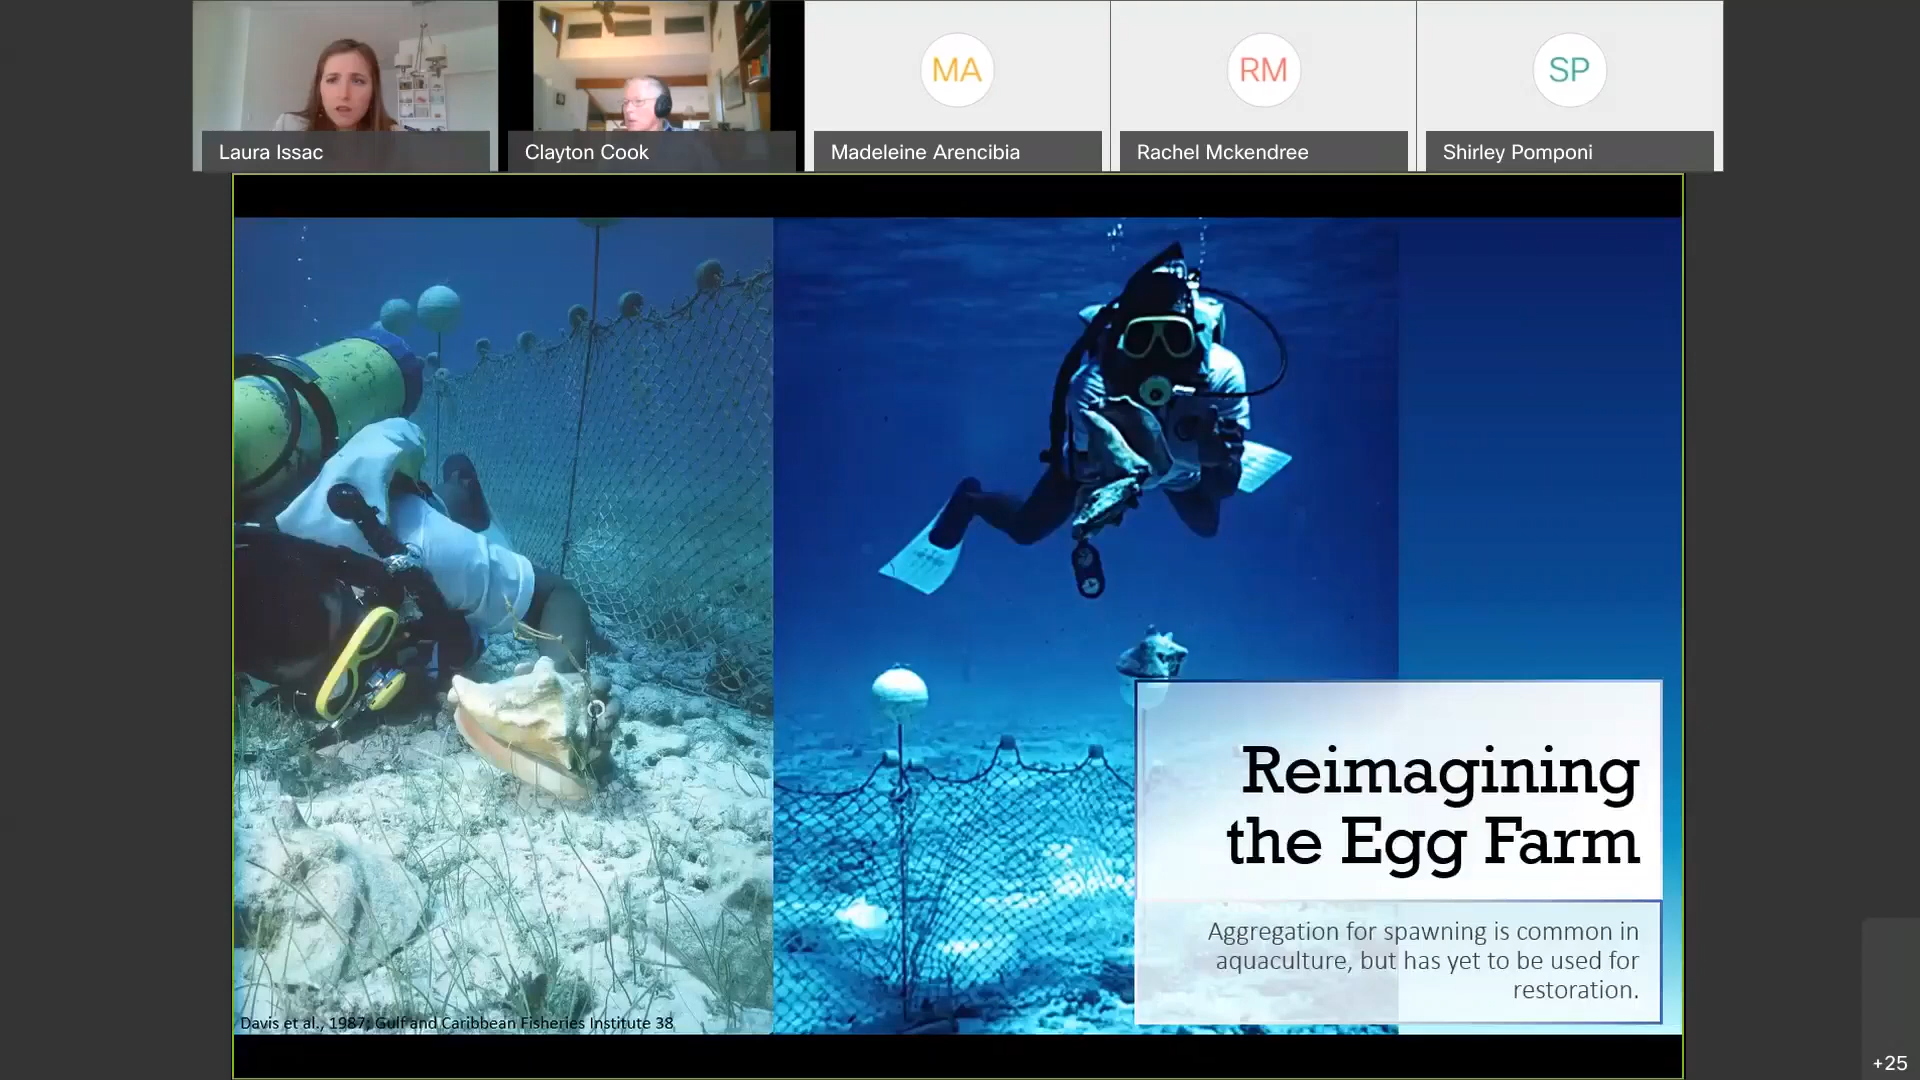 MA
RM
SP
Laura Issac
Clayton Cook
Madeleine Arencibia
Rachel Mckendree
Shirley Pomponi
Reimagining
the Egg Farm
Aggregation for spawning is common in
aquaculture, but has yet to be used for
restoration.
Davis et al., 1987; Gulf and Caribbean Fisheries Institute 38
+25